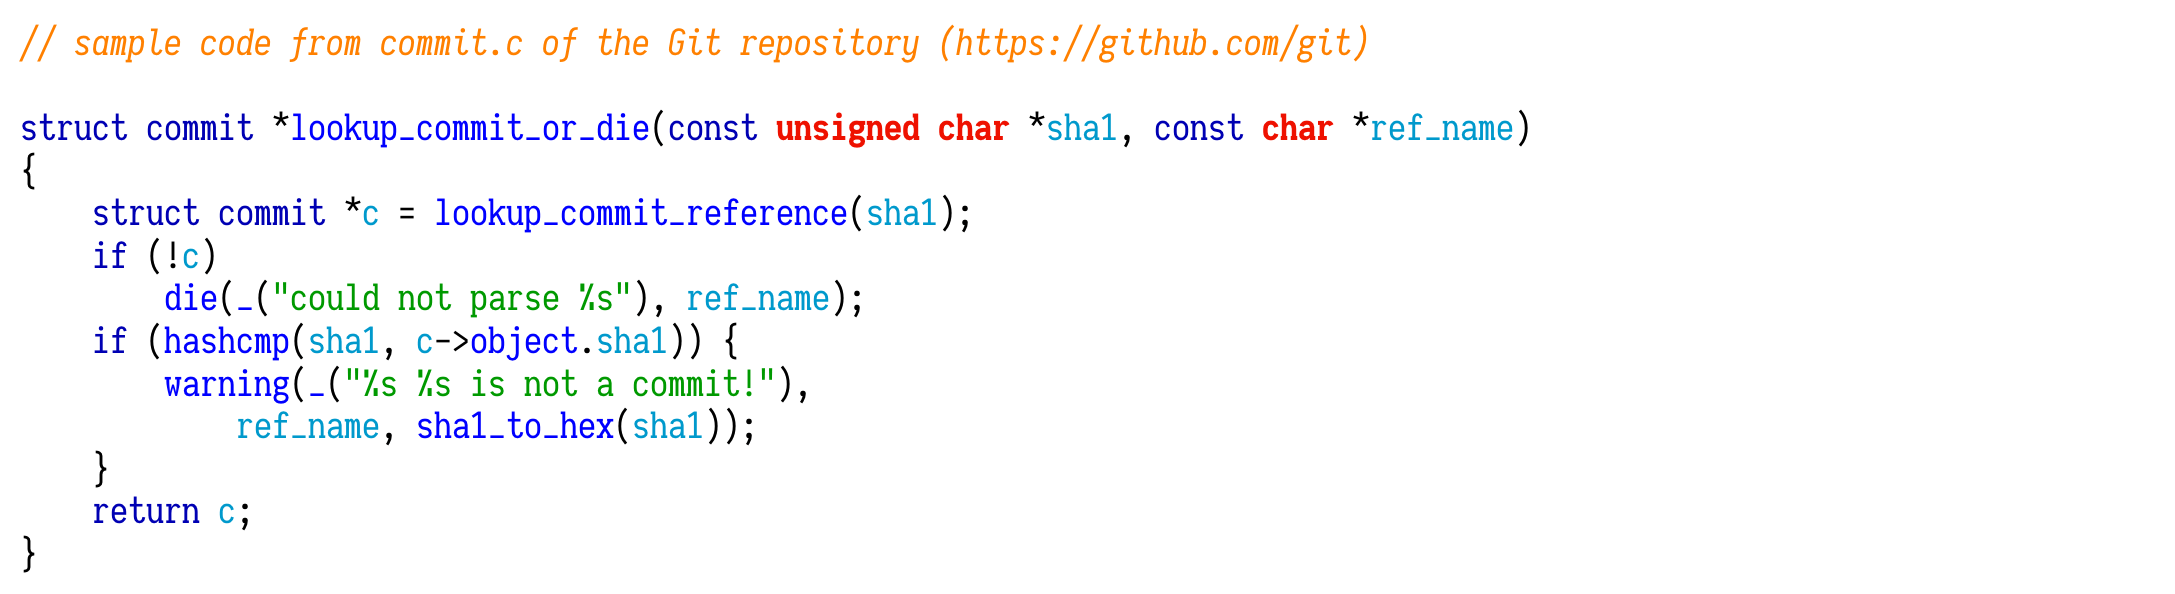 // sample code from commit.c of the Git repository (https://github.com/git)

struct commit *lookup_commit_or_die(const unsigned char *sha1, const char *ref_name)
{
    struct commit *c = lookup_commit_reference(sha1);
    if (!c)
        die(_("could not parse %s"), ref_name);
    if (hashcmp(sha1, c->object.sha1)) {
        warning(_("%s %s is not a commit!"),
            ref_name, sha1_to_hex(sha1));
    }
    return c;
}